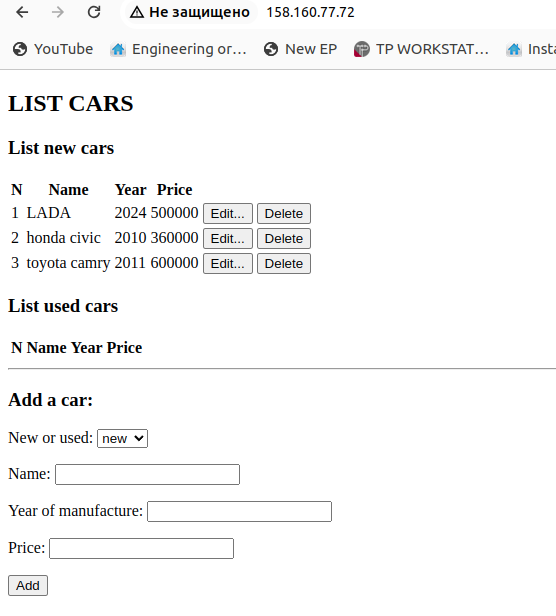 Не защищено 158.160.77.72
YouTube Engineering or… New EP TP WORKSTAT… Insta
LIST CARS
List new cars
N Name Year Price
1 LADA 2024 500000 Edit... Delete
2 honda civic 2010 360000 Edit... Delete
3 toyota camry 2011 600000 Edit... Delete
List used cars
N Name Year Price
Add a car:
New or used: new
Name:
Year of manufacture:
Price:
Add